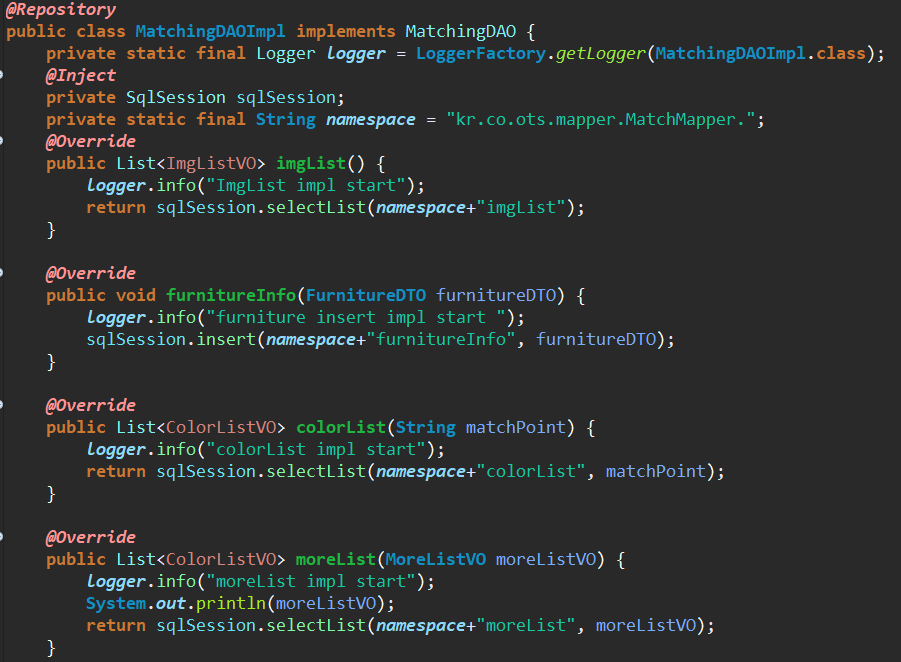 @Repository
public class MatchingDAOImpl implements MatchingDAO {
    private static final Logger logger = LoggerFactory.getLogger(MatchingDAOImpl.class);
    @Inject
    private SqlSession sqlSession;
    private static final String namespace = "kr.co.ots.mapper.MatchMapper.";
    @Override
    public List<ImgListVO> imgList() {
        logger.info("ImgList impl start");
        return sqlSession.selectList(namespace+"imgList");
    }

    @Override
    public void furnitureInfo(FurnitureDTO furnitureDTO) {
        logger.info("furniture insert impl start ");
        sqlSession.insert(namespace+"furnitureInfo", furnitureDTO);
    }

    @Override
    public List<ColorListVO> colorList(String matchPoint) {
        logger.info("colorList impl start");
        return sqlSession.selectList(namespace+"colorList", matchPoint);
    }

    @Override
    public List<ColorListVO> moreList(MoreListVO moreListVO) {
        logger.info("moreList impl start");
        System.out.println(moreListVO);
        return sqlSession.selectList(namespace+"moreList", moreListVO);
    }